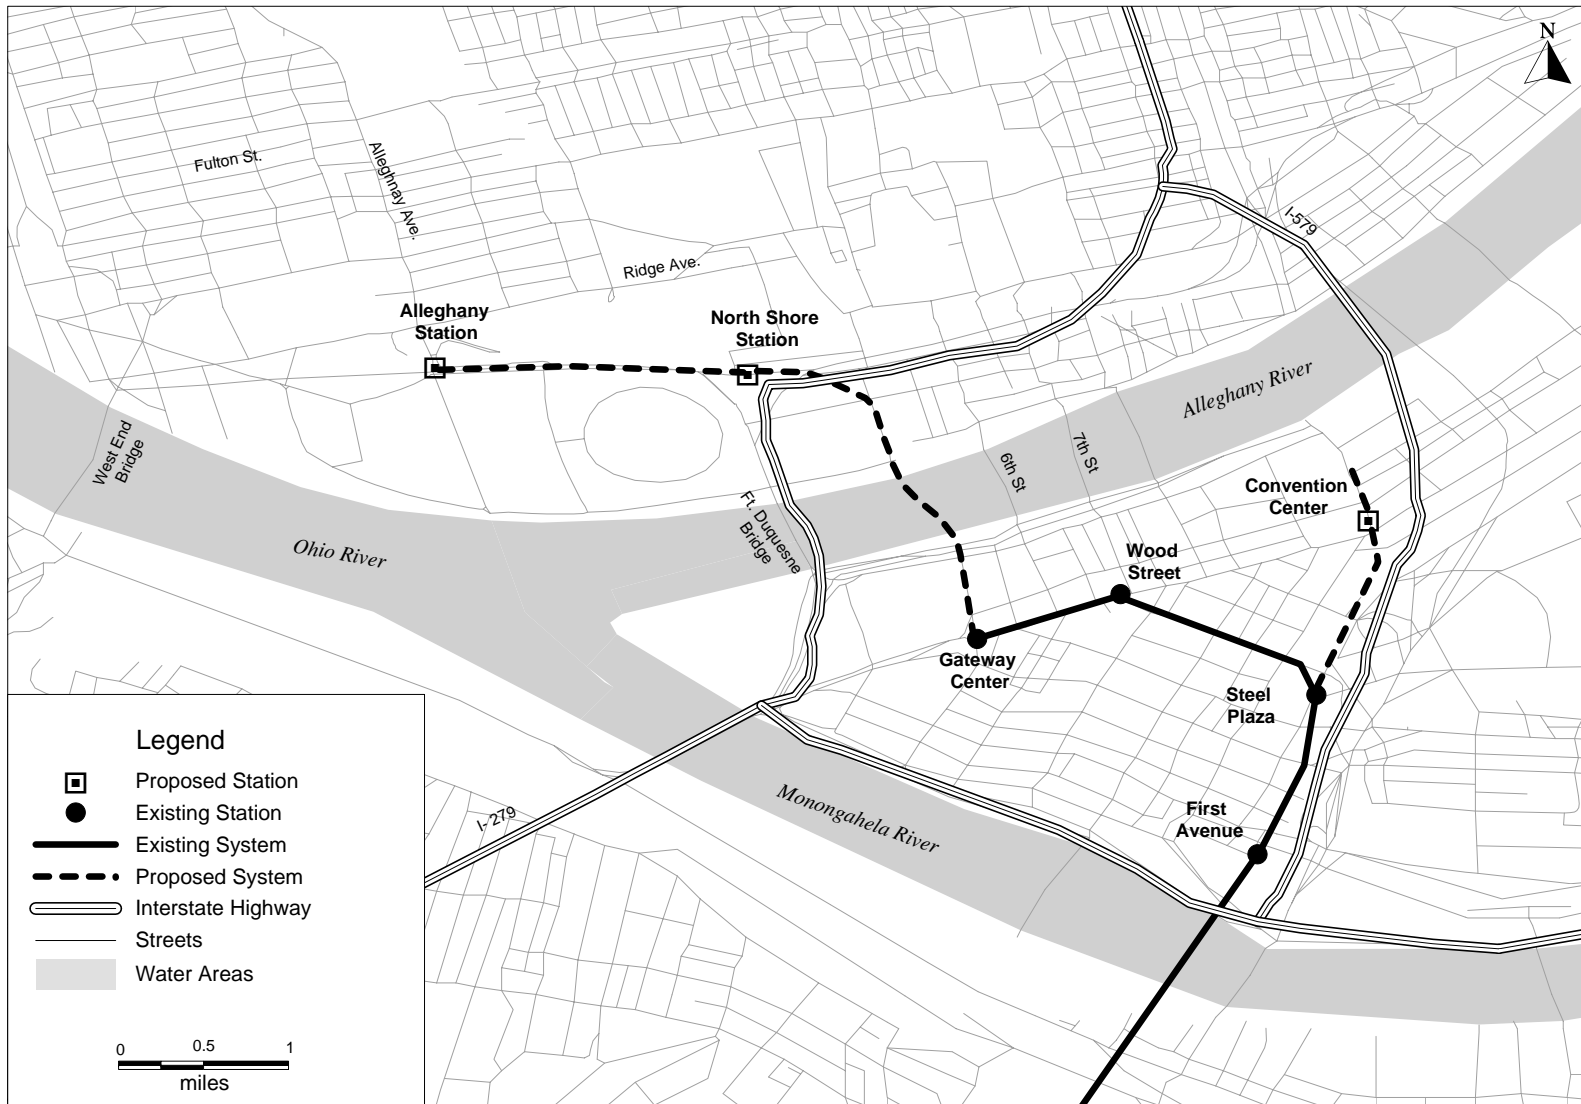 N
Fulton St.
Alleghnay Ave.
I-579
Ridge Ave.
Alleghany
Station
North Shore
Station
Alleghany River
West End
Bridge
7th St
6th St
Convention
Center
Ft. Duquesne
Bridge
Ohio River
Wood
Street
Gateway
Center
Steel
Plaza
Monongahela River
First
Avenue
I- 279
Legend
Proposed Station
Existing Station
Existing System
Proposed System
Interstate Highway
Streets
Water Areas
0 0.5 1
miles